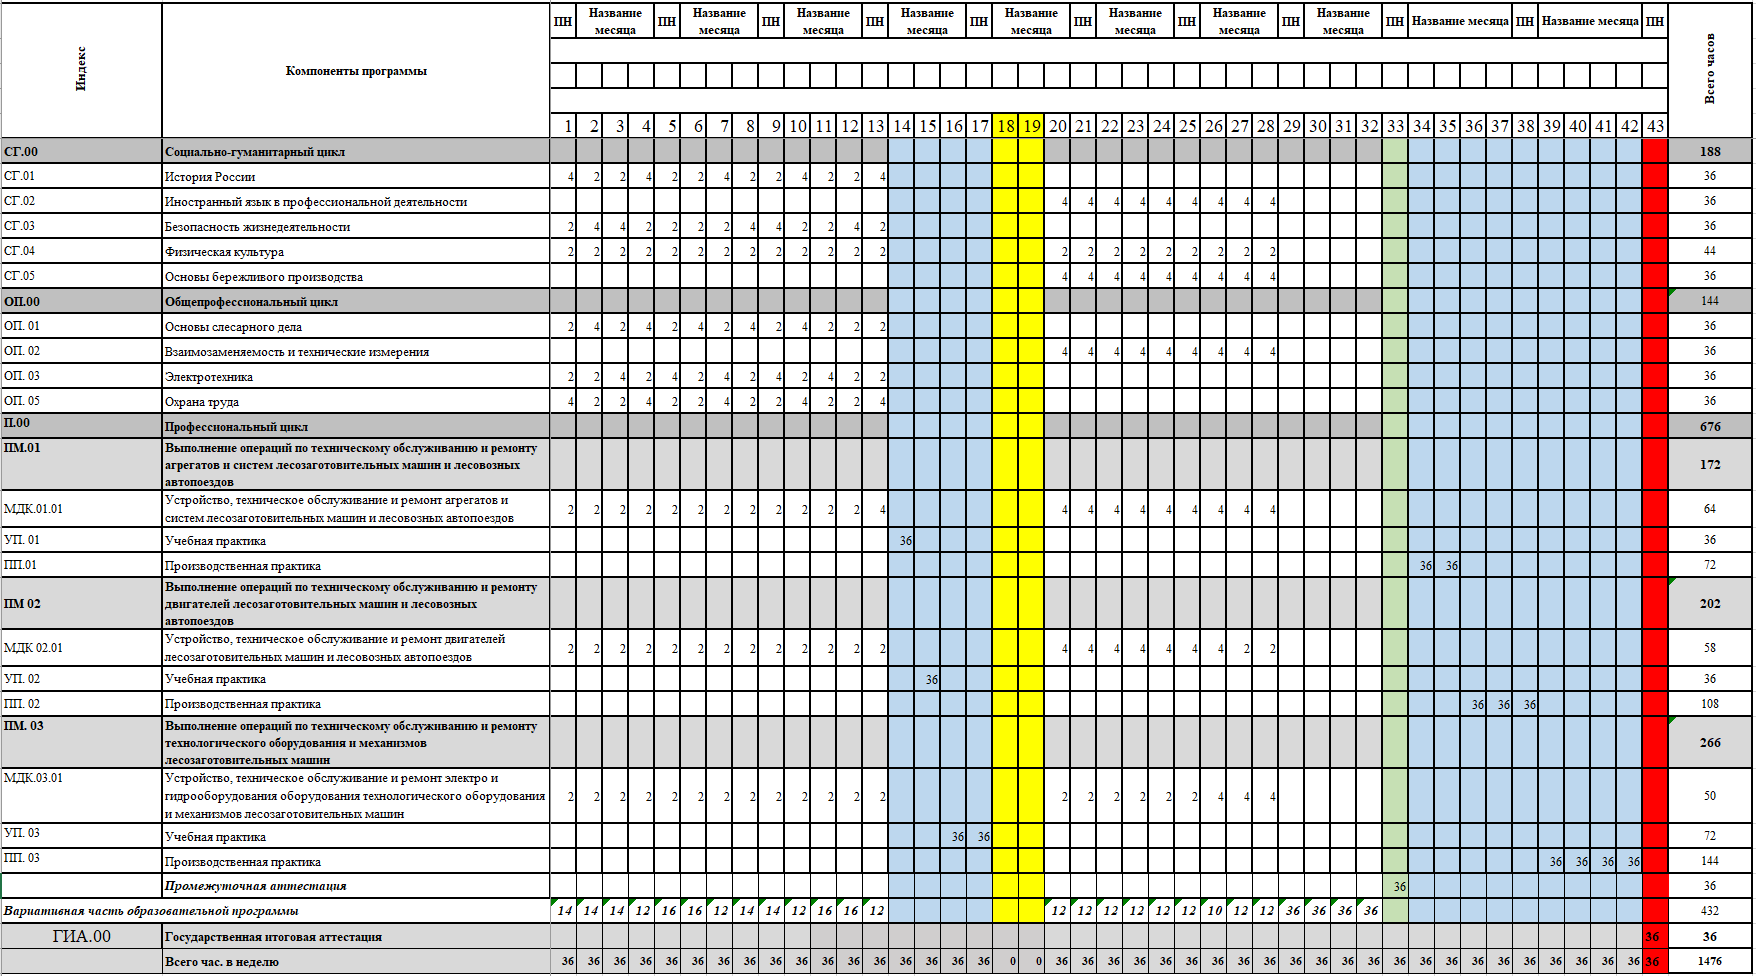 Индекс
Компоненты программы
ПН Название месяца ПН Название месяца ПН Название месяца ПН Название месяца ПН Название месяца ПН Название месяца ПН Название месяца ПН Название месяца ПН Название месяца ПН Название месяца ПН
Всего часов
1 2 3 4 5 6 7 8 9 10 11 12 13 14 15 16 17 18 19 20 21 22 23 24 25 26 27 28 29 30 31 32 33 34 35 36 37 38 39 40 41 42 43
СГ.00 Социально-гуманитарный цикл 188
СГ.01 История России 4 2 2 4 2 2 4 2 2 4 2 2 4 36
СГ.02 Иностранный язык в профессиональной деятельности 4 4 4 4 4 4 4 4 4 36
СГ.03 Безопасность жизнедеятельности 2 4 4 2 2 2 2 4 4 2 2 4 2 36
СГ.04 Физическая культура 2 2 2 2 2 2 2 2 2 2 2 2 2 2 2 2 2 2 2 2 2 2 44
СГ.05 Основы бережливого производства 4 4 4 4 4 4 4 4 4 36
ОП.00 Общепрофессиональный цикл 144
ОП. 01 Основы слесарного дела 2 4 2 4 2 4 2 4 2 4 2 2 2 36
ОП. 02 Взаимозаменяемость и технические измерения 4 4 4 4 4 4 4 4 4 36
ОП. 03 Электротехника 2 2 4 2 4 2 4 2 4 2 4 2 2 36
ОП. 05 Охрана труда 4 2 2 4 2 2 4 2 2 4 2 2 4 36
П.00 Профессиональный цикл 676
ПМ.01 Выполнение операций по техническому обслуживанию и ремонту
агрегатов и систем лесозаготовительных машин и лесовозных
автопоездов 172
МДК.01.01 Устройство, техническое обслуживание и ремонт агрегатов и
систем лесозаготовительных машин и лесовозных автопоездов 2 2 2 2 2 2 2 2 2 2 2 2 4 4 4 4 4 4 4 4 4 4 64
УП. 01 Учебная практика 36 36
ПП.01 Производственная практика 36 36 72
ПМ 02 Выполнение операций по техническому обслуживанию и ремонту
двигателей лесозаготовительных машин и лесовозных
автопоездов 202
МДК 02.01 Устройство, техническое обслуживание и ремонт двигателей
лесозаготовительных машин и лесовозных автопоездов 2 2 2 2 2 2 2 2 2 2 2 2 2 4 4 4 4 4 4 4 2 2 58
УП. 02 Учебная практика 36 36
ПП. 02 Производственная практика 36 36 36 108
ПМ. 03 Выполнение операций по техническому обслуживанию и ремонту
технологического оборудования и механизмов
лесозаготовительных машин 266
МДК.03.01 Устройство, техническое обслуживание и ремонт электро и
гидрооборудования оборудования технологического оборудования
и механизмов лесозаготовительных машин 2 2 2 2 2 2 2 2 2 2 2 2 2 2 2 2 2 2 2 4 4 4 50
УП. 03 Учебная практика 36 36 72
ПП. 03 Производственная практика 36 36 36 36 144
Промежуточная аттестация 36 36
Вариативная часть образовательной программы 14 14 14 12 16 16 12 14 14 12 16 16 12 12 12 12 12 12 12 10 12 12 36 36 36 36 432
ГИА.00 Государственная итоговая аттестация 36 36
Всего час. в неделю 36 36 36 36 36 36 36 36 36 36 36 36 36 36 36 36 36 0 0 36 36 36 36 36 36 36 36 36 36 36 36 36 36 36 36 36 36 36 36 36 36 36 36 1476